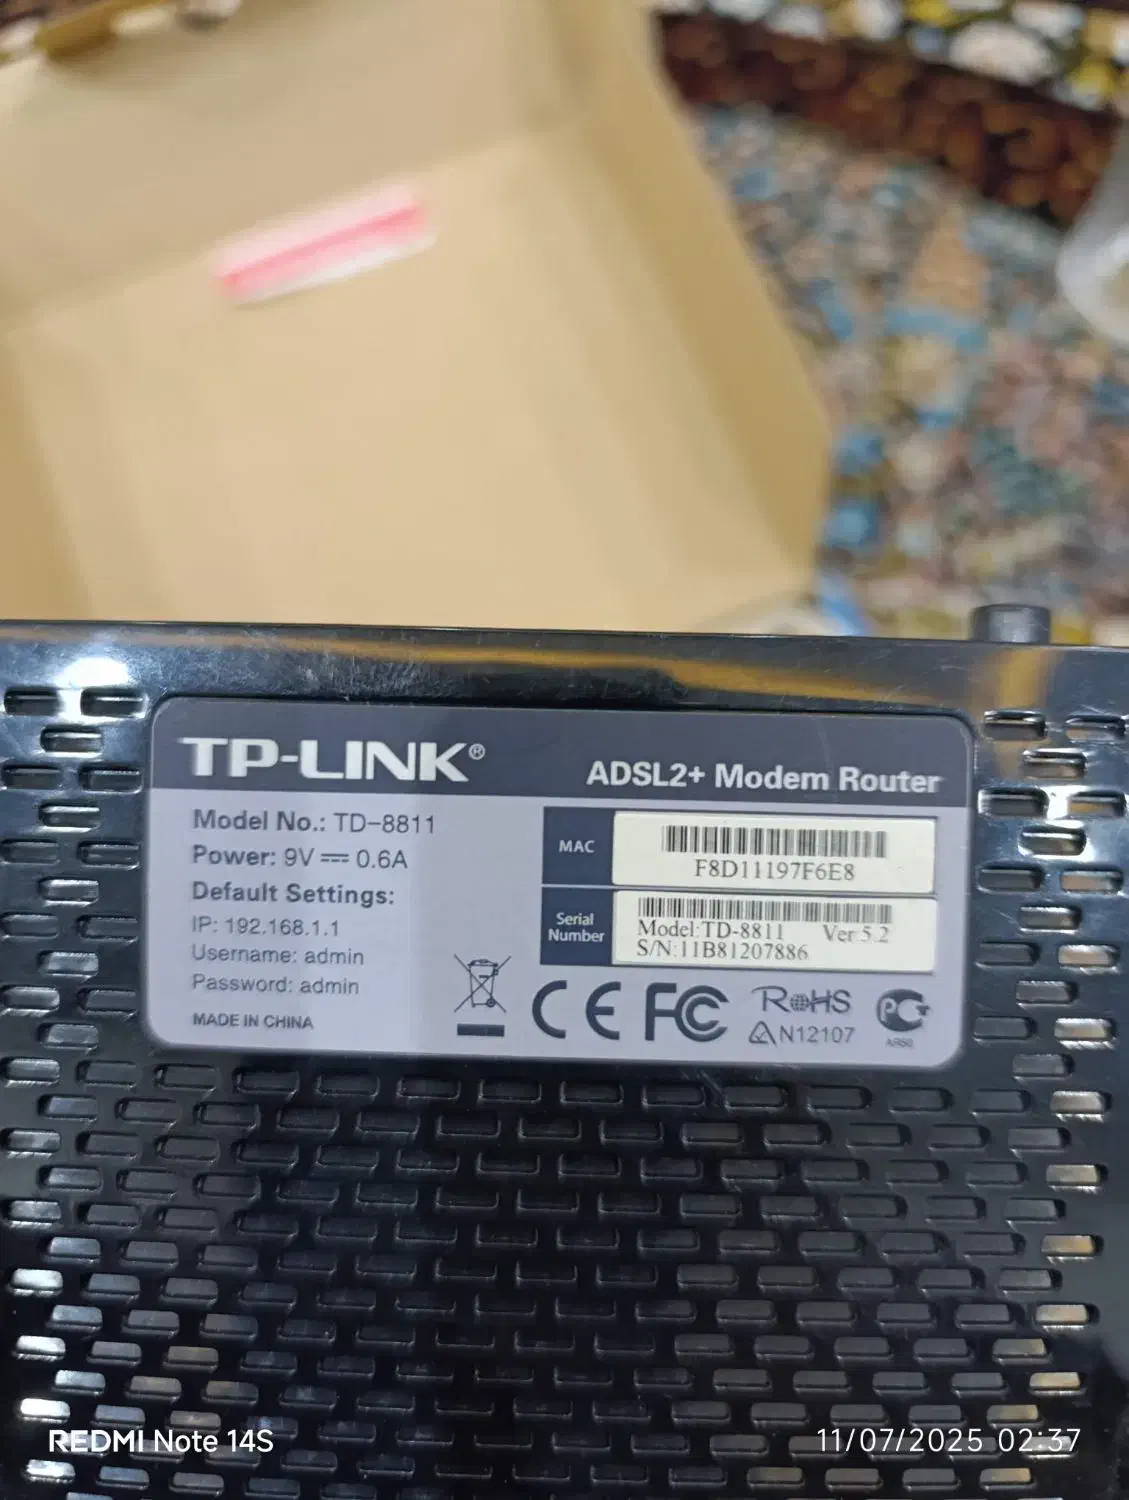 TP-LINK®
ADSL2+ Modem Router
Model No.: TD-8811
Power: 9V ⎓ 0.6A
Default Settings:
IP: 192.168.1.1
Username: admin
Password: admin
MADE IN CHINA
MAC
F8D11197F6E8
Serial
Number
Model:TD-8811 Ver 5.2
S/N:11B81207886
CE FC RoHS
N12107
REDMI Note 14S
11/07/2025 02:37